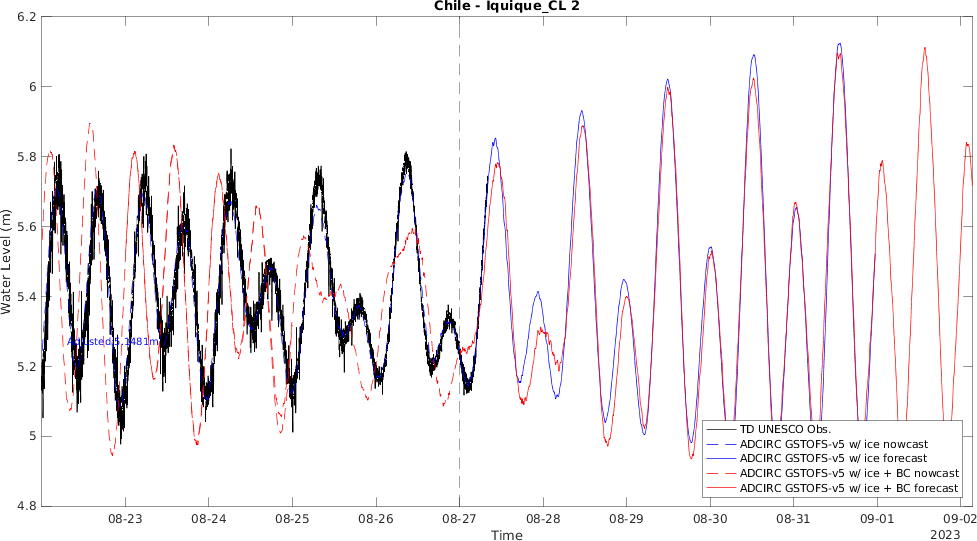 Chile - Iquique_CL 2
Water Level (m)
6.2
6
5.8
5.6
5.4
5.2
5
4.8
Adjusted 5.1481m
TD UNESCO Obs.
ADCIRC GSTOFS-v5 w/ ice nowcast
ADCIRC GSTOFS-v5 w/ ice forecast
ADCIRC GSTOFS-v5 w/ ice + BC nowcast
ADCIRC GSTOFS-v5 w/ ice + BC forecast
08-23 08-24 08-25 08-26 08-27 08-28 08-29 08-30 08-31 09-01 09-02
Time
2023